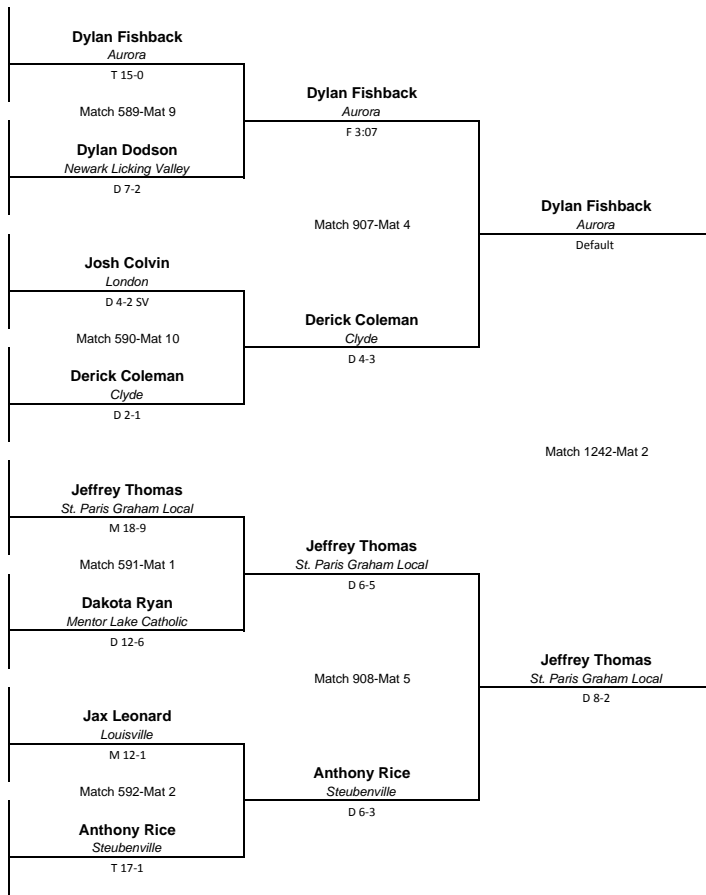 Dylan Fishback
Aurora
T 15-0
Match 589-Mat 9
Dylan Dodson
Newark Licking Valley
D 7-2
Josh Colvin
London
D 4-2 SV
Match 590-Mat 10
Derick Coleman
Clyde
D 2-1
Jeffrey Thomas
St. Paris Graham Local
M 18-9
Match 591-Mat 1
Dakota Ryan
Mentor Lake Catholic
D 12-6
Jax Leonard
Louisville
M 12-1
Match 592-Mat 2
Anthony Rice
Steubenville
T 17-1
Dylan Fishback
Aurora
F 3:07
Match 907-Mat 4
Derick Coleman
Clyde
D 4-3
Jeffrey Thomas
St. Paris Graham Local
D 6-5
Match 908-Mat 5
Anthony Rice
Steubenville
D 6-3
Dylan Fishback
Aurora
Default
Match 1242-Mat 2
Jeffrey Thomas
St. Paris Graham Local
D 8-2